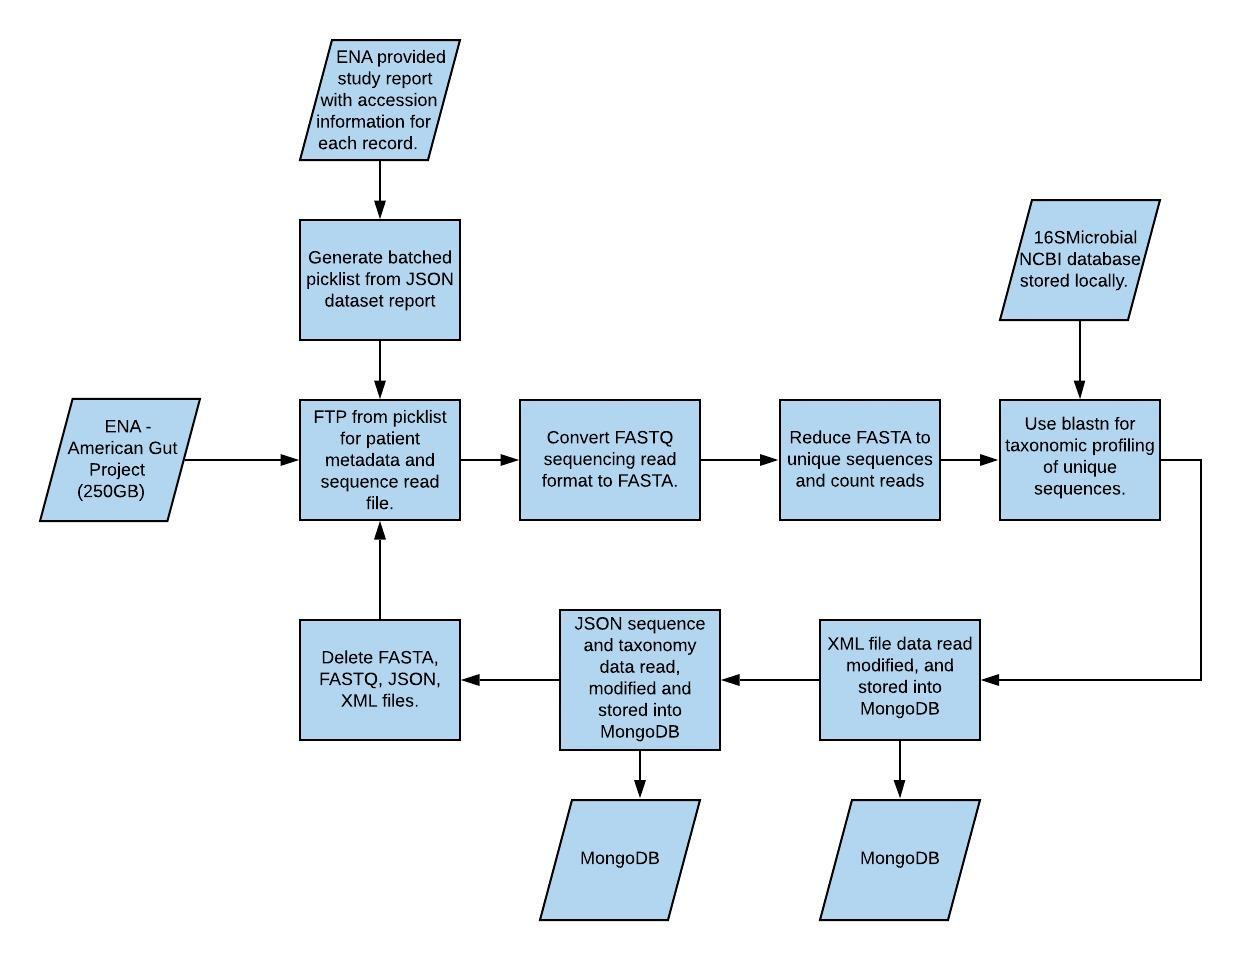 ENA provided
study report
with accession
information for
each record.
Generate batched
picklist from JSON
dataset report
16SMicrobial
NCBI database
stored locally.
ENA -
American Gut
Project
(250GB)
FTP from picklist
for patient
metadata and
sequence read
file.
Convert FASTQ
sequencing read
format to FASTA.
Reduce FASTA to
unique sequences
and count reads
Use blastn for
taxonomic profiling
of unique
sequences.
Delete FASTA,
FASTQ, JSON,
XML files.
JSON sequence
and taxonomy
data read,
modified and
stored into
MongoDB
XML file data read
modified, and
stored into
MongoDB
MongoDB
MongoDB